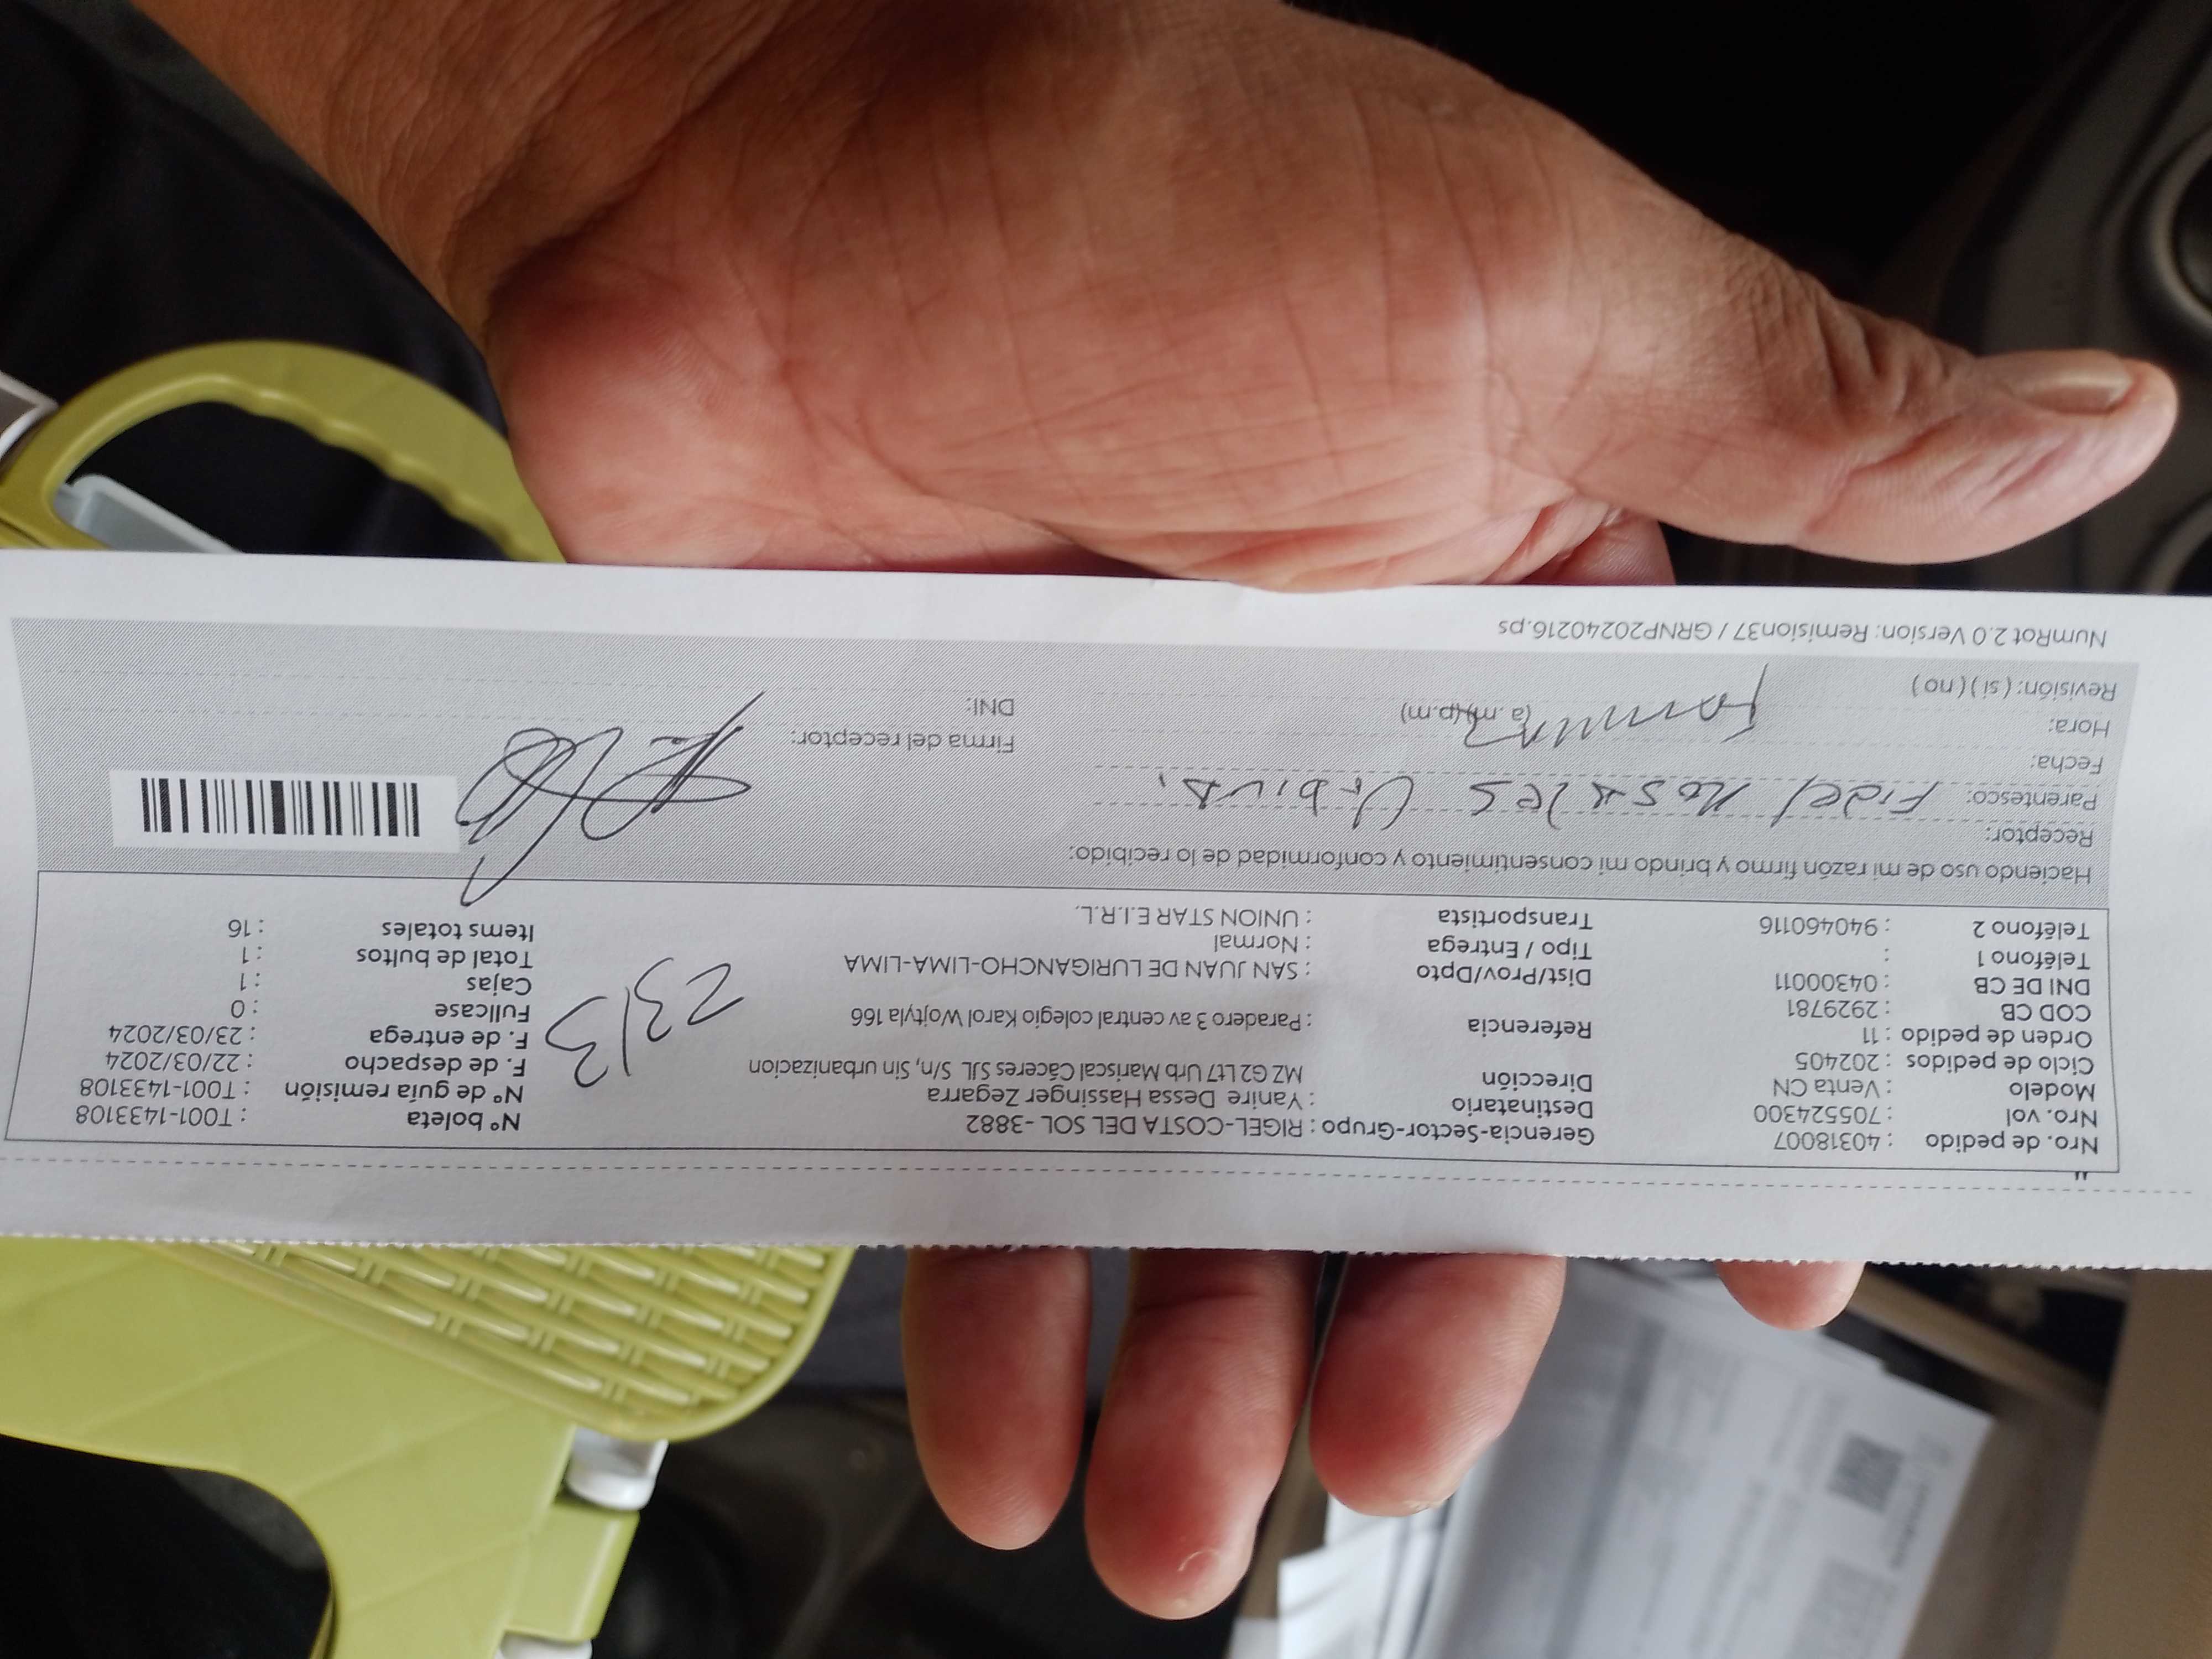 "
Nro. de pedido : 40318007 Gerencia-Sector-Grupo : RIGEL-COSTA DEL SOL -3882 N° boleta : T001-1433108
Nro. vol : 705524300 Destinatario : Yanire Dessa Hassinger Zegarra N° de guía remisión : T001-1433108
Modelo : Venta CN Dirección MZ G2 Lt7 Urb Mariscal Cáceres SJL S/n, Sin urbanizacion F. de despacho : 22/03/2024
Ciclo de pedidos : 202405 F. de entrega : 23/03/2024
Orden de pedido : 11 Referencia : Paradero 3 av central colegio Karol Wojtyla 166 Fullcase : 0
COD CB : 2929781 Cajas : 1
DNI DE CB : 04300011 Dist/Prov/Dpto : SAN JUAN DE LURIGANCHO-LIMA-LIMA Total de bultos : 1
Teléfono 1 : Tipo / Entrega : Normal Items totales : 16
Teléfono 2 : 940460116 Transportista : UNION STAR E.I.R.L.
23/3
Haciendo uso de mi razón firmo y brindo mi consentimiento y conformidad de lo recibido:
Receptor:
Parentesco: Fidel Rosales
Fecha:
Firma del receptor:
Hora: (a.m)(p.m)
DNI:
Revisión: (si) (no)
NumRot 2.0 Version: Remision37 / GRNP20240216.ps